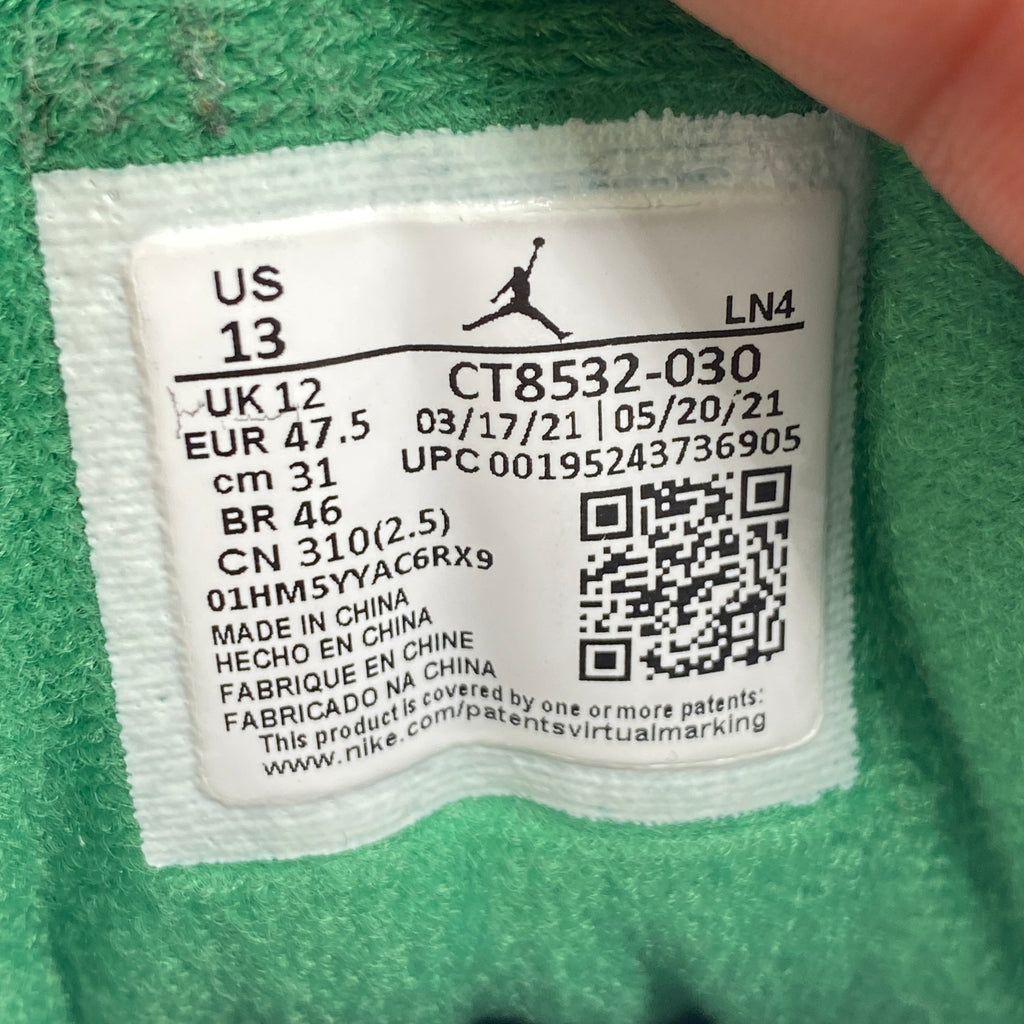 US
13
LN4
UK 12
EUR 47.5
cm 31
BR 46
CN 310(2.5)
CT8532-030
03/17/21 | 05/20/21
UPC 00195243736905
01HM5YYAC6RX9
MADE IN CHINA
HECHO EN CHINA
FABRIQUE EN CHINE
FABRICADO NA CHINA
This product is covered by one or more patents:
www.nike.com/patentsvirtualmarking